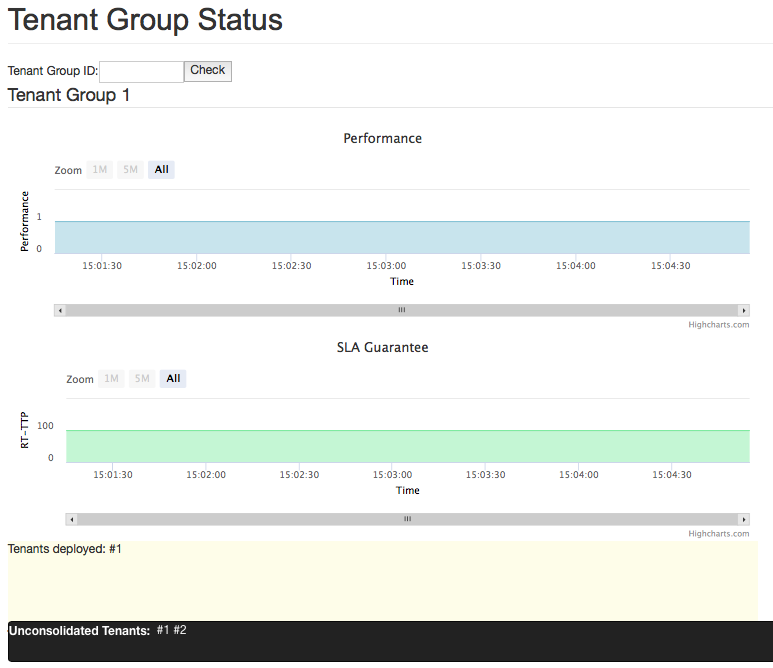 Tenant Group Status
Tenant Group ID: Check
Tenant Group 1
Performance
Zoom 1M 5M All
Performance
1
0
15:01:30 15:02:00 15:02:30 15:03:00 15:03:30 15:04:00 15:04:30
Time
Highcharts.com
SLA Guarantee
Zoom 1M 5M All
RT-TTP
100
0
15:01:30 15:02:00 15:02:30 15:03:00 15:03:30 15:04:00 15:04:30
Time
Highcharts.com
Tenants deployed: #1
Unconsolidated Tenants: #1 #2